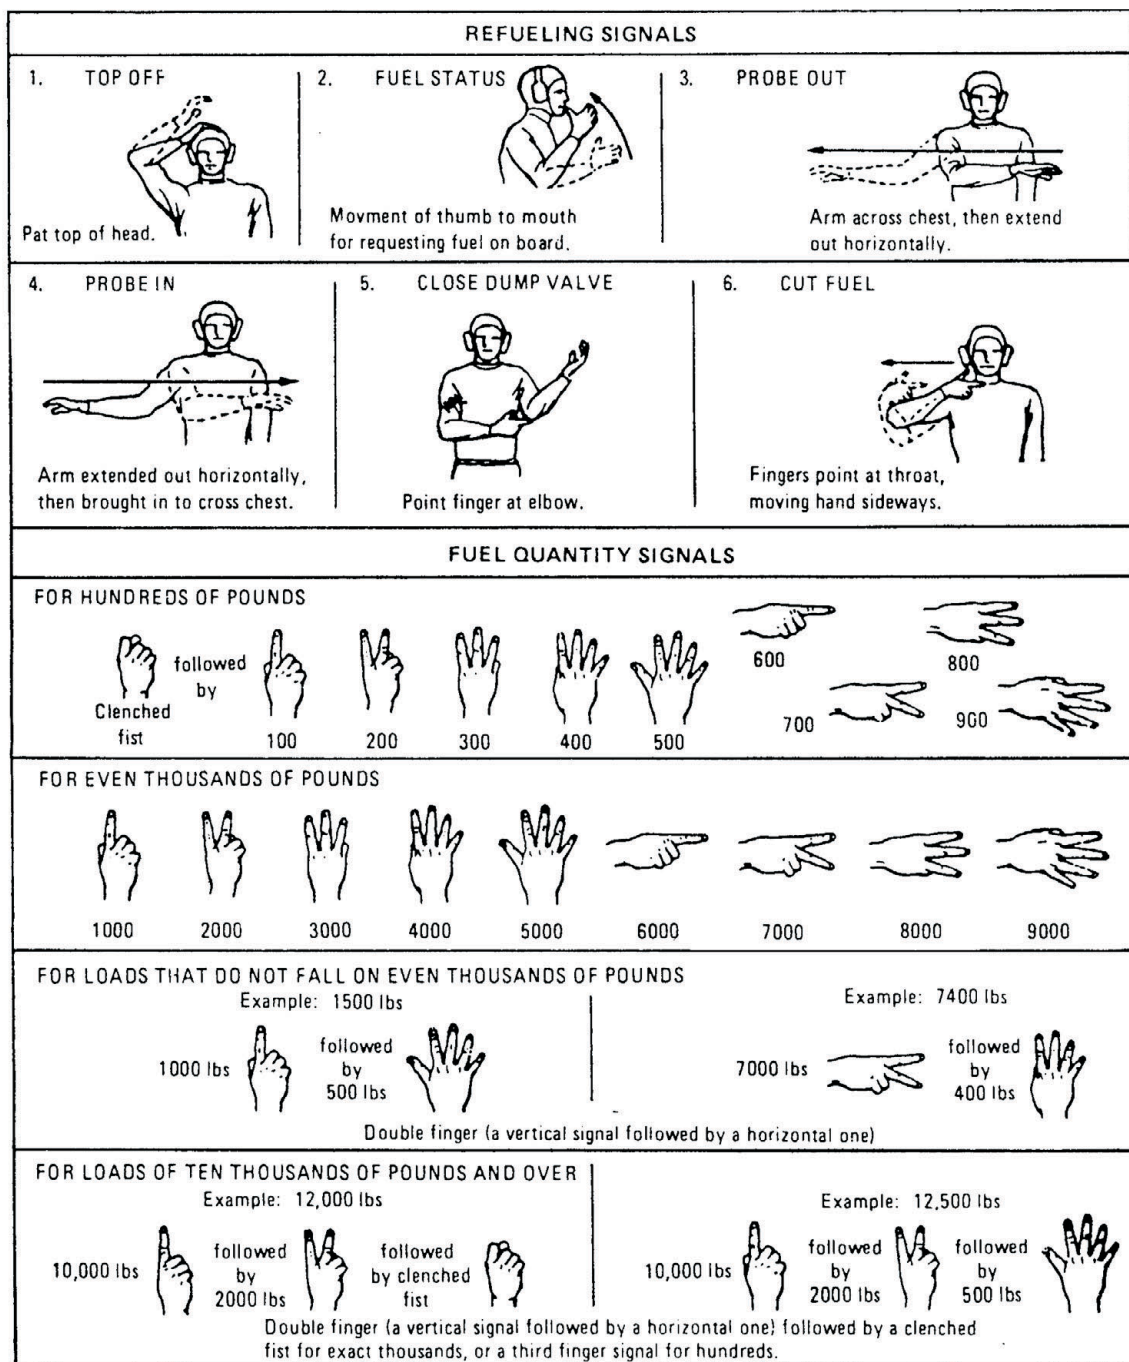 REFUELING SIGNALS
1. TOP OFF
Pat top of head.
2. FUEL STATUS
Movment of thumb to mouth
for requesting fuel on board.
3. PROBE OUT
Arm across chest, then extend
out horizontally.
4. PROBE IN
Arm extended out horizontally,
then brought in to cross chest.
5. CLOSE DUMP VALVE
Point finger at elbow.
6. CUT FUEL
Fingers point at throat,
moving hand sideways.
FUEL QUANTITY SIGNALS
FOR HUNDREDS OF POUNDS
Clenched
fist
followed
by
100 200 300 400 500
600
700
800
900
FOR EVEN THOUSANDS OF POUNDS
1000 2000 3000 4000 5000 6000 7000 8000 9000
FOR LOADS THAT DO NOT FALL ON EVEN THOUSANDS OF POUNDS
Example: 1500 lbs
1000 lbs
followed
by
500 lbs
Example: 7400 lbs
7000 lbs
followed
by
400 lbs
Double finger (a vertical signal followed by a horizontal one)
FOR LOADS OF TEN THOUSANDS OF POUNDS AND OVER
Example: 12,000 lbs
10,000 lbs
followed
by
2000 lbs
followed
by clenched
fist
Example: 12,500 lbs
10,000 lbs
followed
by
2000 lbs
followed
by
500 lbs
Double finger (a vertical signal followed by a horizontal one) followed by a clenched
fist for exact thousands, or a third finger signal for hundreds.